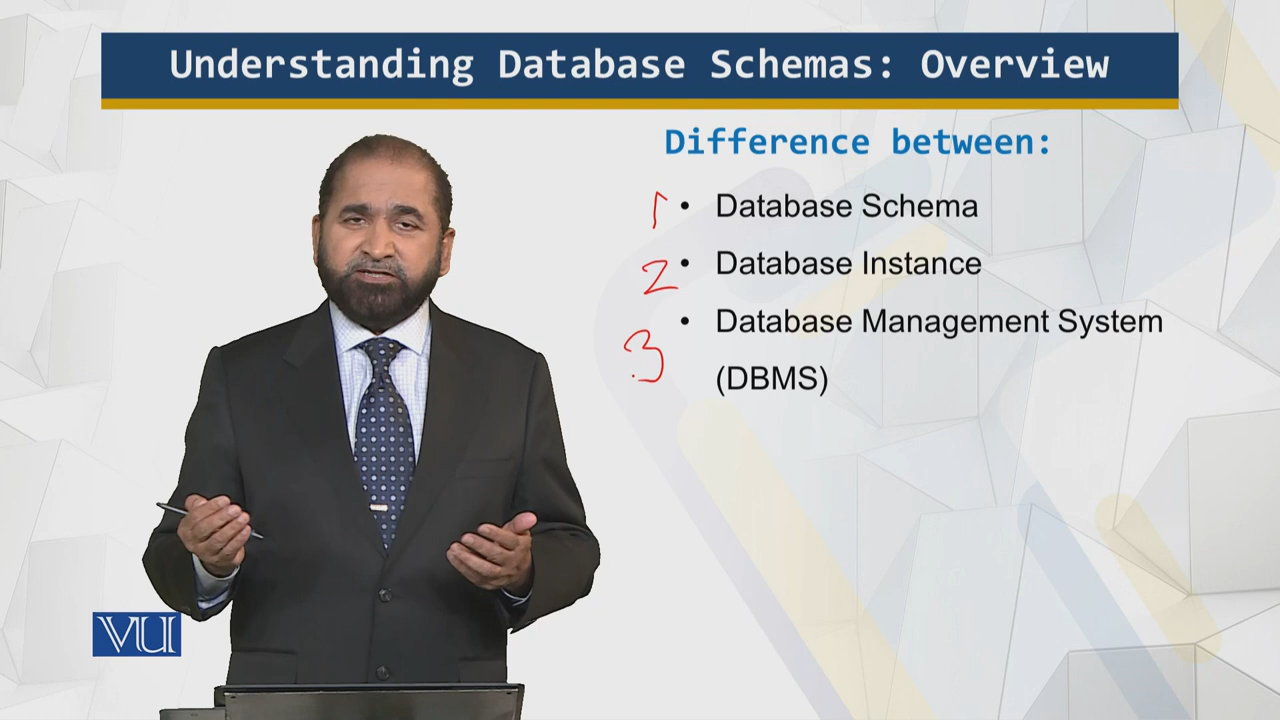 Understanding Database Schemas: Overview
Difference between:
1 • Database Schema
2 • Database Instance
3 • Database Management System
(DBMS)
VU